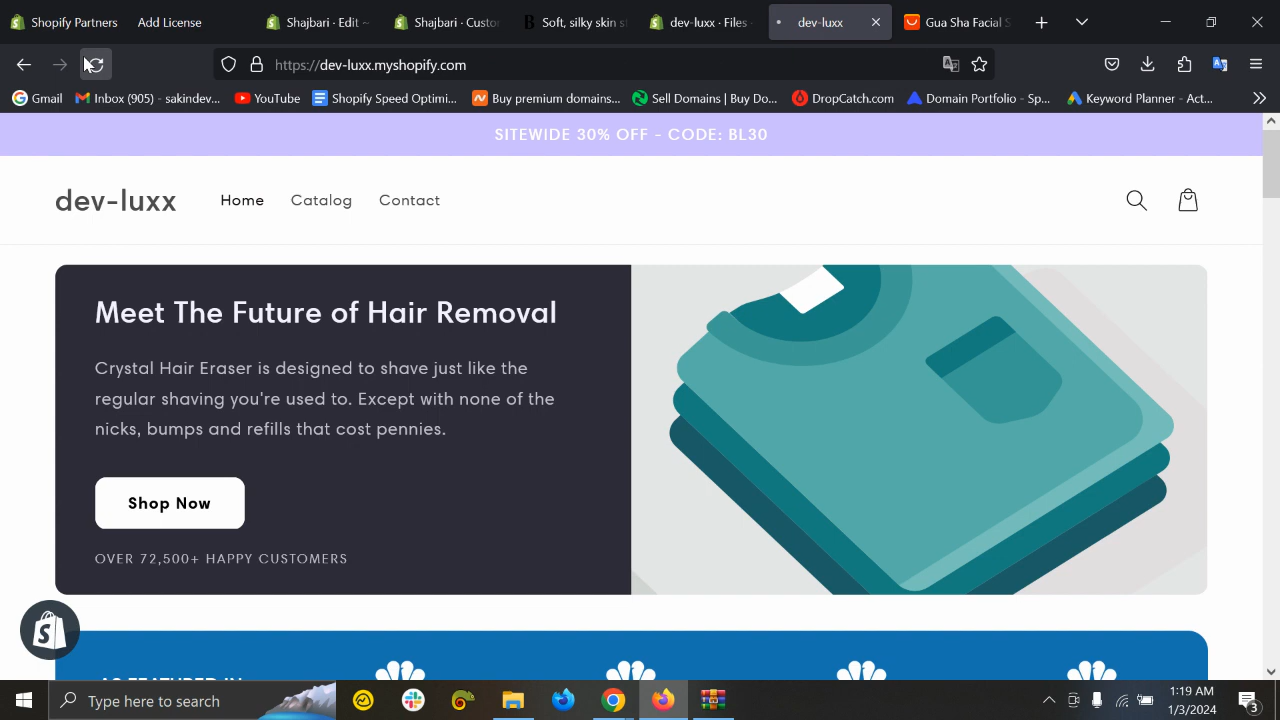 Shopify Partners Add License Shajbari · Edit ~ Shajbari · Custo Soft, silky skin s dev-luxx · Files dev-luxx Gua Sha Facial S
https://dev-luxx.myshopify.com
Gmail Inbox (905) - sakindev... YouTube Shopify Speed Optimi... Buy premium domains... Sell Domains | Buy Do... DropCatch.com Domain Portfolio - Sp... Keyword Planner - Act...
SITEWIDE 30% OFF - CODE: BL30
dev-luxx Home Catalog Contact
Meet The Future of Hair Removal
Crystal Hair Eraser is designed to shave just like the
regular shaving you're used to. Except with none of the
nicks, bumps and refills that cost pennies.
Shop Now
OVER 72,500+ HAPPY CUSTOMERS
AS FEATURED IN
Type here to search
1:19 AM
1/3/2024
3